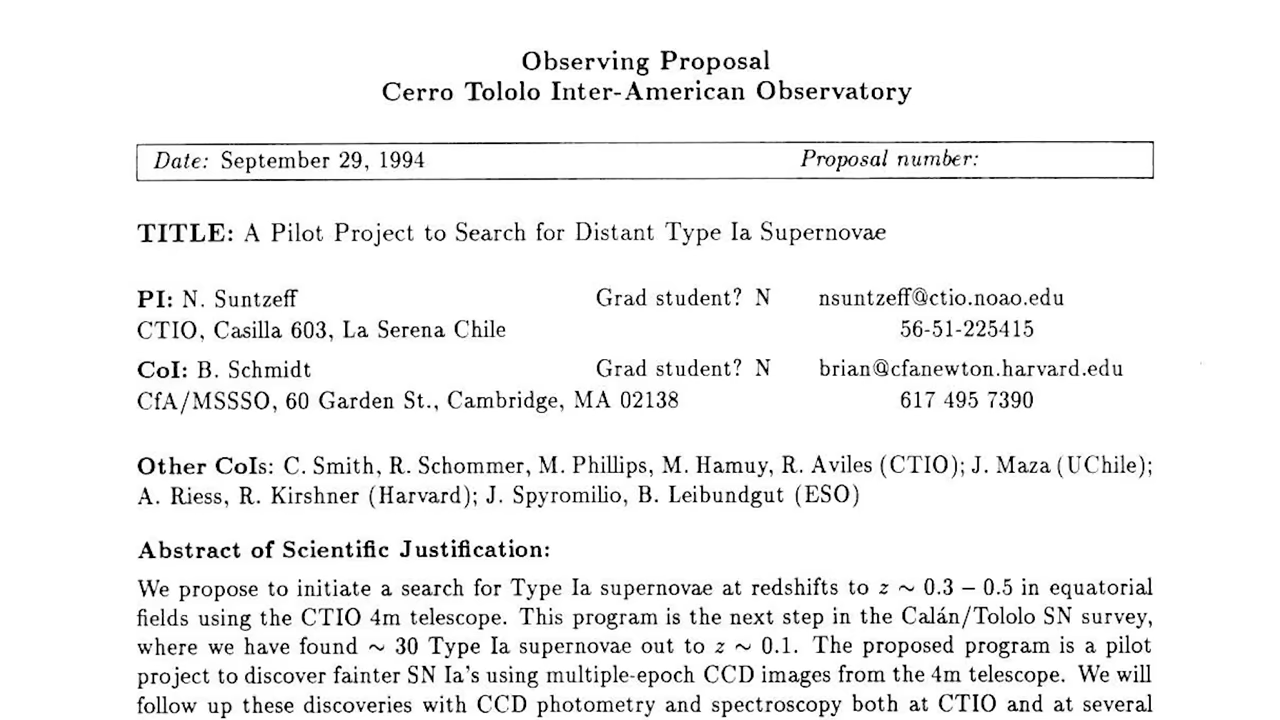 Observing Proposal
Cerro Tololo Inter-American Observatory
Date: September 29, 1994 Proposal number:
TITLE: A Pilot Project to Search for Distant Type Ia Supernovae
PI: N. Suntzeff Grad student? N nsuntzeff@ctio.noao.edu
CTIO, Casilla 603, La Serena Chile 56-51-225415
CoI: B. Schmidt Grad student? N brian@cfanewton.harvard.edu
CfA/MSSSO, 60 Garden St., Cambridge, MA 02138 617 495 7390
Other CoIs: C. Smith, R. Schommer, M. Phillips, M. Hamuy, R. Aviles (CTIO); J. Maza (UChile);
A. Riess, R. Kirshner (Harvard); J. Spyromilio, B. Leibundgut (ESO)
Abstract of Scientific Justification:
We propose to initiate a search for Type Ia supernovae at redshifts to z ∼ 0.3 – 0.5 in equatorial
fields using the CTIO 4m telescope. This program is the next step in the Calán/Tololo SN survey,
where we have found ∼ 30 Type Ia supernovae out to z ∼ 0.1. The proposed program is a pilot
project to discover fainter SN Ia's using multiple-epoch CCD images from the 4m telescope. We will
follow up these discoveries with CCD photometry and spectroscopy both at CTIO and at several